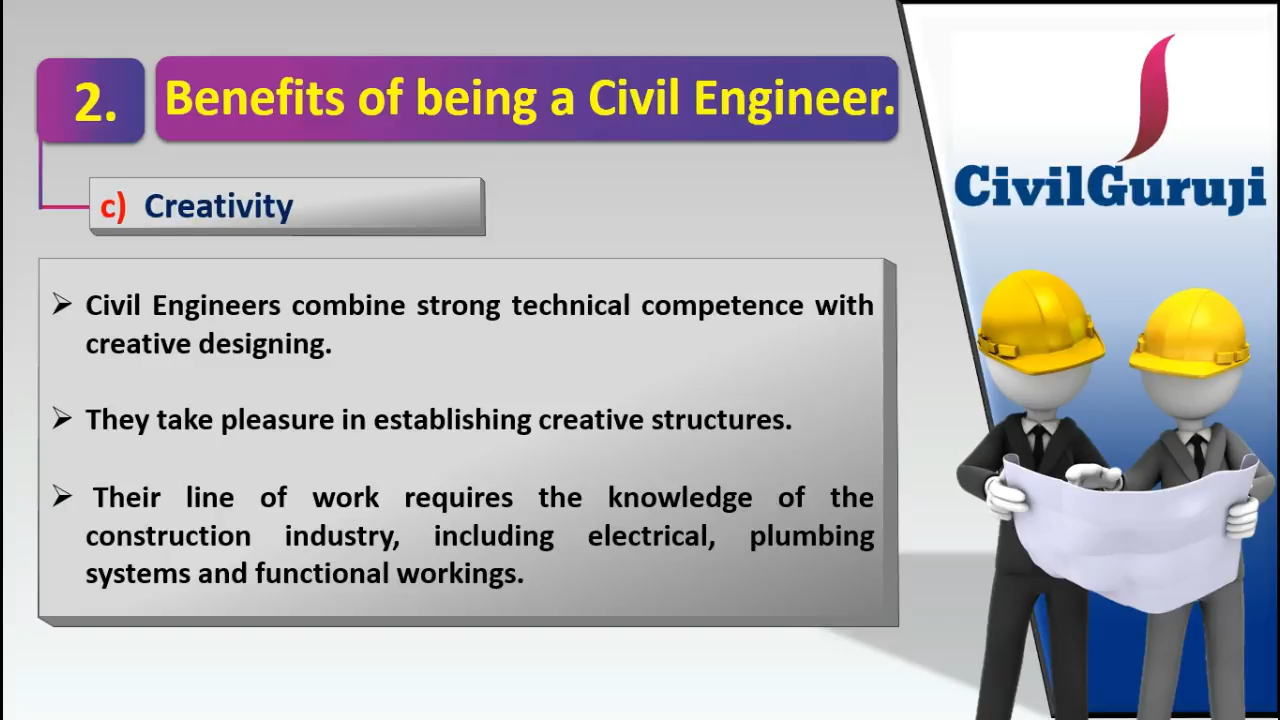 2.
Benefits of being a Civil Engineer.
c) Creativity
CivilGuruji
➢ Civil Engineers combine strong technical competence with
creative designing.
➢ They take pleasure in establishing creative structures.
➢ Their line of work requires the knowledge of the
construction industry, including electrical, plumbing
systems and functional workings.